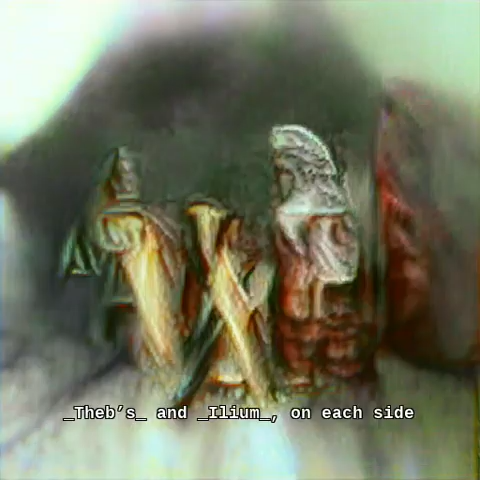 _Theb’s_ and _Ilium_, on each side